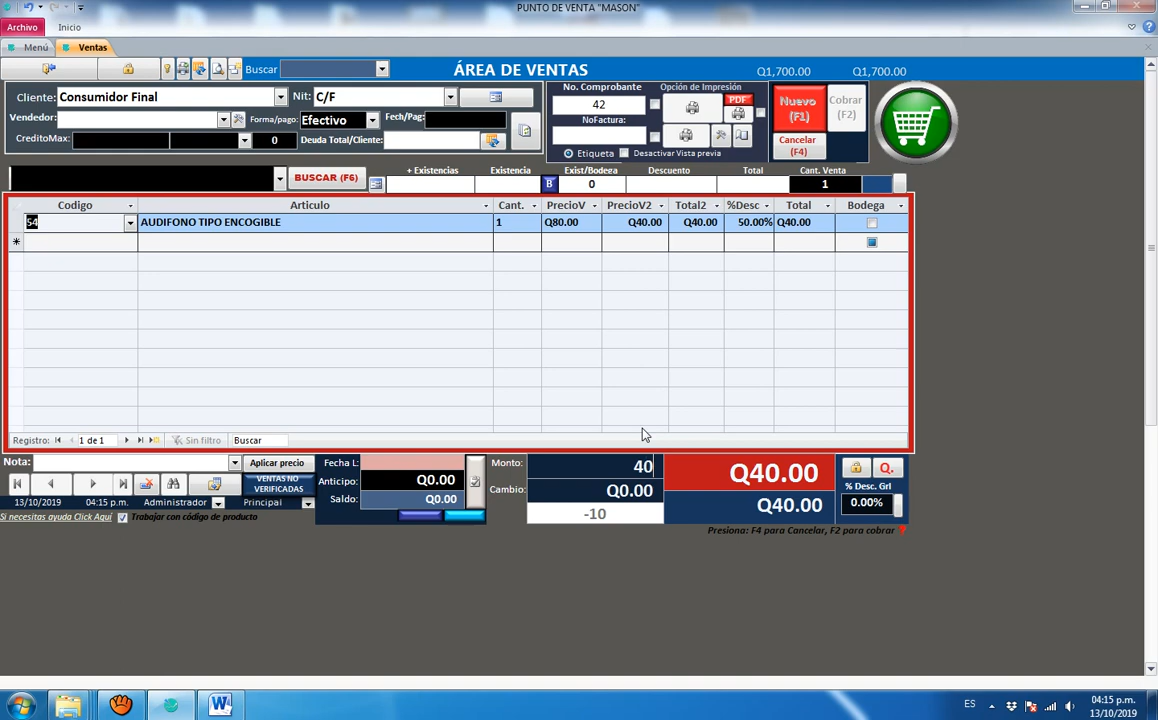 PUNTO DE VENTA "MASON"
Archivo Inicio
Menú Ventas
Buscar ÁREA DE VENTAS Q1,700.00 Q1,700.00
Cliente: Consumidor Final Nit: C/F
Vendedor: Forma/pago: Efectivo Fech/Pag:
CreditoMax: 0 Deuda Total/Cliente:
No. Comprobante Opción de Impresión
42 PDF
NoFactura:
Etiqueta Desactivar Vista previa
Nuevo (F1) Cobrar (F2)
Cancelar (F4)
BUSCAR (F6) + Existencias Existencia Exist/Bodega Descuento Total Cant. Venta
B 0 1
Codigo Articulo Cant. PrecioV PrecioV2 Total2 %Desc Total Bodega
54 AUDIFONO TIPO ENCOGIBLE 1 Q80.00 Q40.00 Q40.00 50.00% Q40.00
Registro: 1 de 1 Sin filtro Buscar
Nota: Aplicar precio
VENTAS NO VERIFICADAS
13/10/2019 04:15 p.m. Administrador Principal
Si necesitas ayuda Click Aquí Trabajar con código de producto
Fecha L:
Anticipo: Q0.00
Saldo: Q0.00
Monto: 40
Cambio: Q0.00
-10
Q40.00
Q40.00
Q.
% Desc. Grl
0.00%
Presiona: F4 para Cancelar, F2 para cobrar
ES 04:15 p.m.
13/10/2019